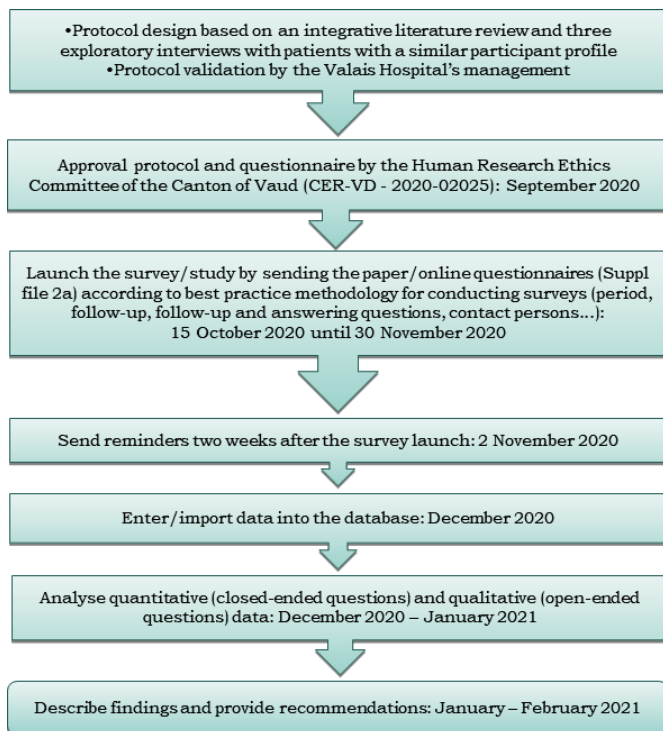 •Protocol design based on an integrative literature review and three
exploratory interviews with patients with a similar participant profile
•Protocol validation by the Valais Hospital's management
Approval protocol and questionnaire by the Human Research Ethics
Committee of the Canton of Vaud (CER-VD - 2020-02025): September 2020
Launch the survey/study by sending the paper/online questionnaires (Suppl
file 2a) according to best practice methodology for conducting surveys (period,
follow-up, follow-up and answering questions, contact persons...):
15 October 2020 until 30 November 2020
Send reminders two weeks after the survey launch: 2 November 2020
Enter/import data into the database: December 2020
Analyse quantitative (closed-ended questions) and qualitative (open-ended
questions) data: December 2020 – January 2021
Describe findings and provide recommendations: January – February 2021